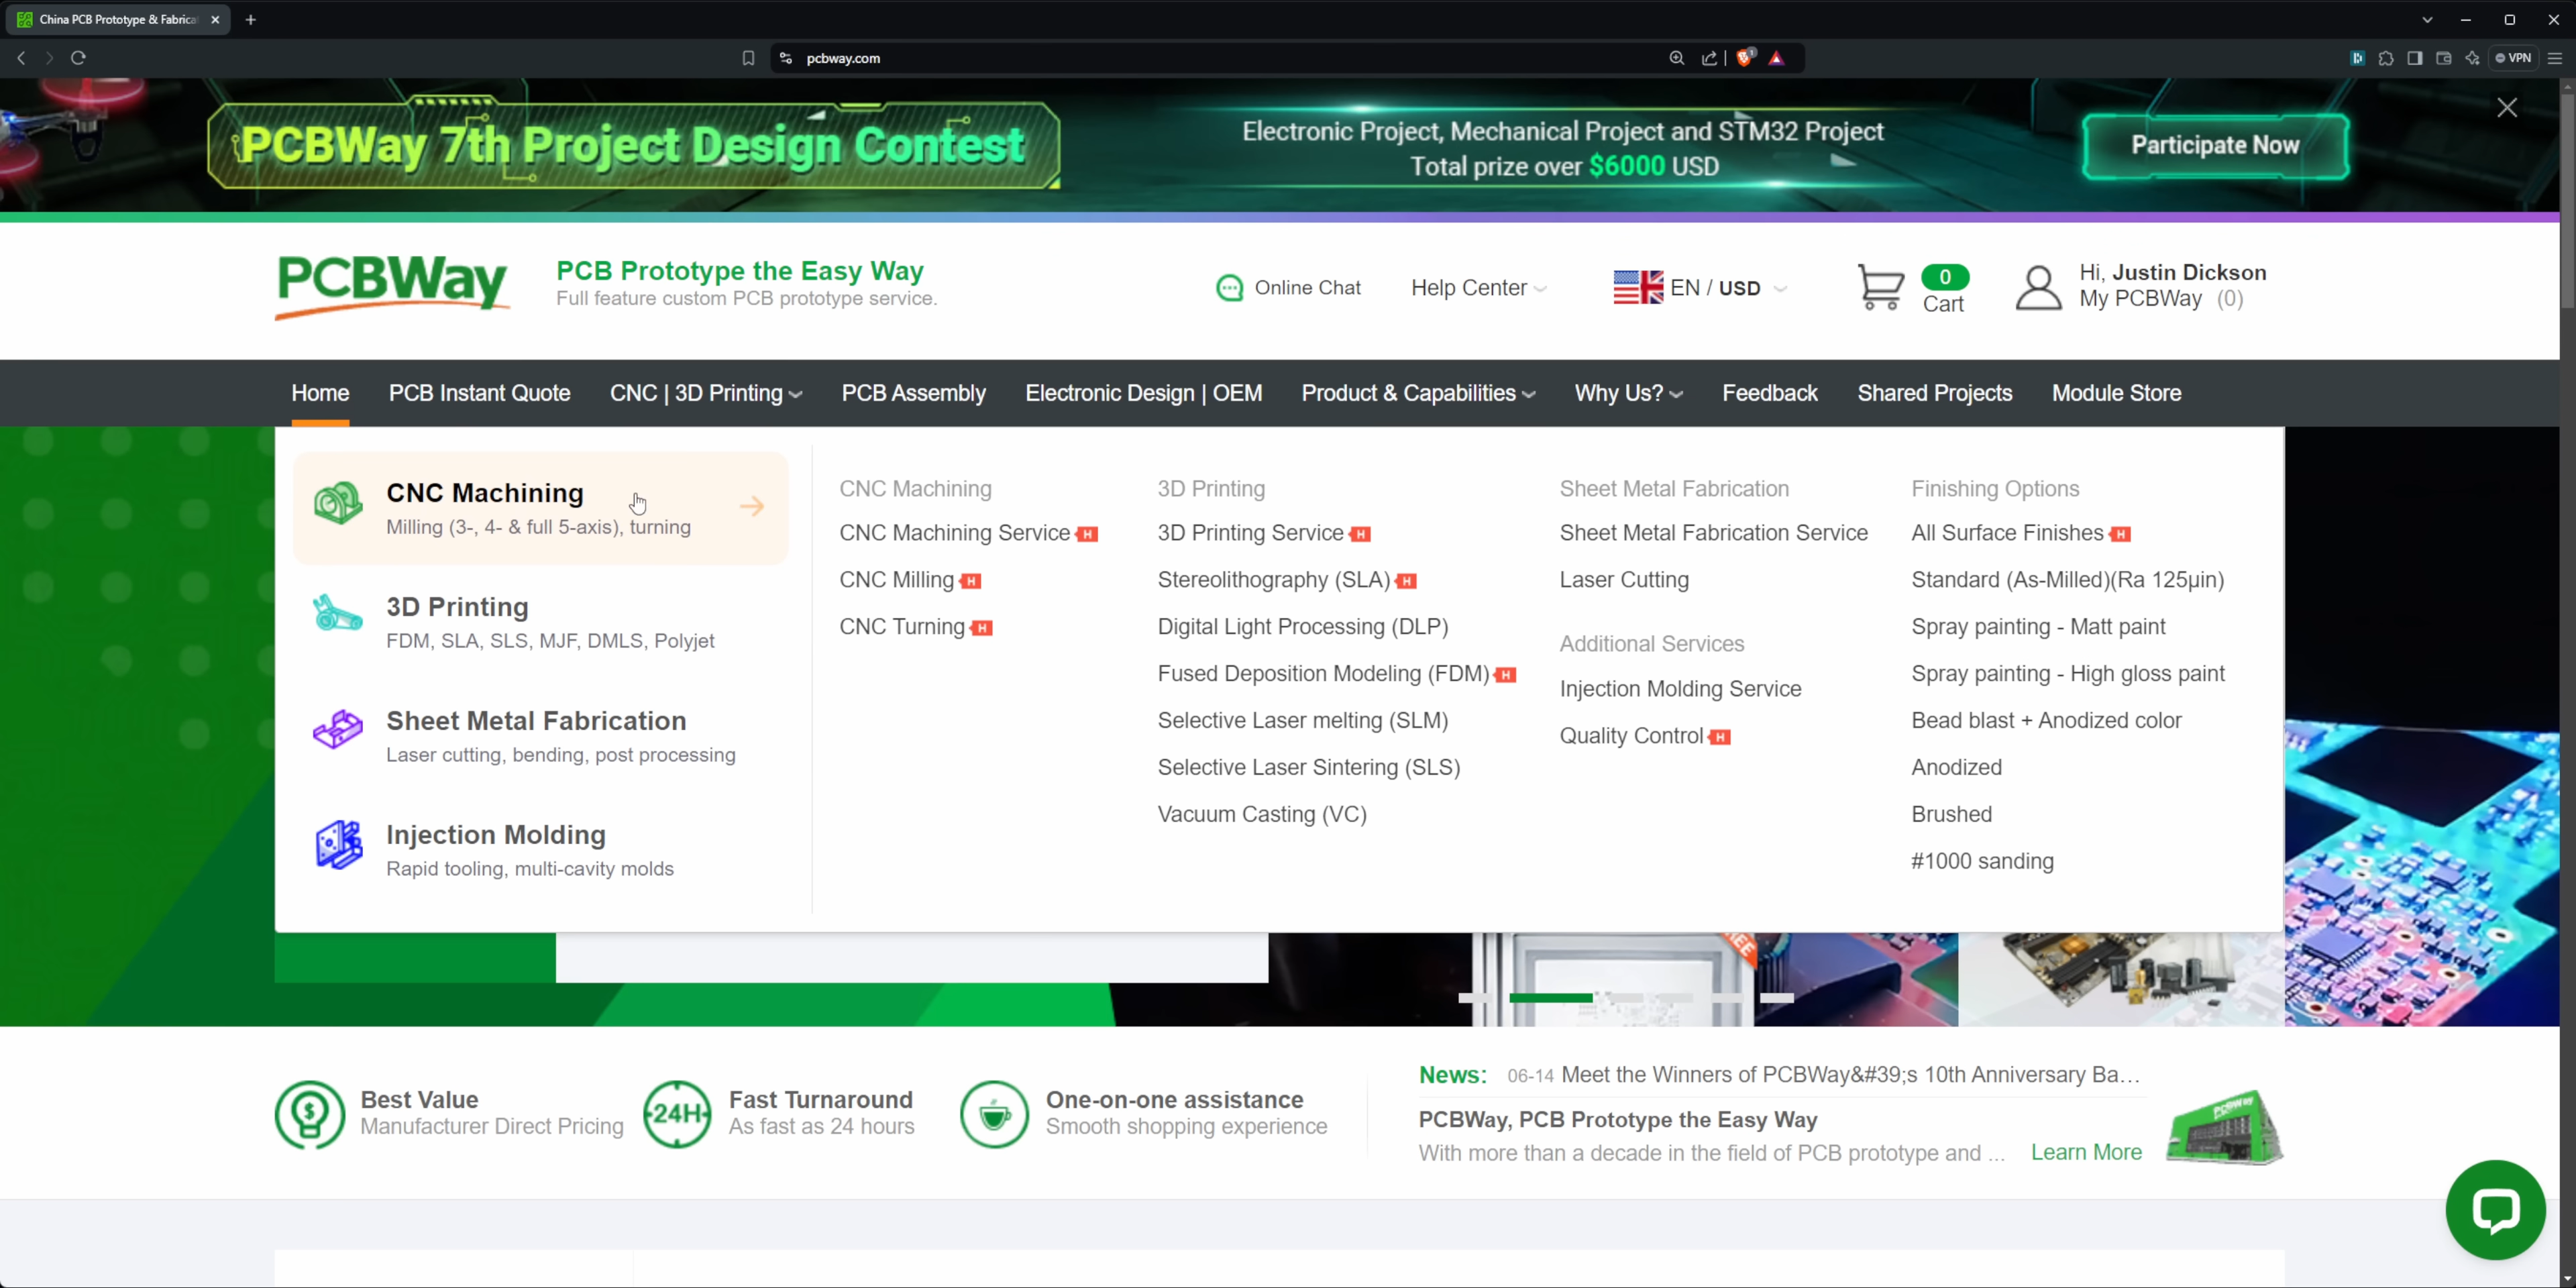 China PCB Prototype & Fabrica
pcbway.com
1
VPN
PCBWay 7th Project Design Contest
Electronic Project, Mechanical Project and STM32 Project
Total prize over $6000 USD
Participate Now
PCBWay
PCB Prototype the Easy Way
Full feature custom PCB prototype service.
Online Chat
Help Center
EN / USD
0
Cart
Hi, Justin Dickson
My PCBWay (0)
Home
PCB Instant Quote
CNC | 3D Printing
PCB Assembly
Electronic Design | OEM
Product & Capabilities
Why Us?
Feedback
Shared Projects
Module Store
CNC Machining
Milling (3-, 4- & full 5-axis), turning
3D Printing
FDM, SLA, SLS, MJF, DMLS, Polyjet
Sheet Metal Fabrication
Laser cutting, bending, post processing
Injection Molding
Rapid tooling, multi-cavity molds
CNC Machining
CNC Machining Service H
CNC Milling H
CNC Turning H
3D Printing
3D Printing Service H
Stereolithography (SLA) H
Digital Light Processing (DLP)
Fused Deposition Modeling (FDM) H
Selective Laser melting (SLM)
Selective Laser Sintering (SLS)
Vacuum Casting (VC)
Sheet Metal Fabrication
Sheet Metal Fabrication Service
Laser Cutting
Additional Services
Injection Molding Service
Quality Control H
Finishing Options
All Surface Finishes H
Standard (As-Milled)(Ra 125µin)
Spray painting - Matt paint
Spray painting - High gloss paint
Bead blast + Anodized color
Anodized
Brushed
#1000 sanding
Best Value
Manufacturer Direct Pricing
24H
Fast Turnaround
As fast as 24 hours
One-on-one assistance
Smooth shopping experience
News: 06-14 Meet the Winners of PCBWay&#39;s 10th Anniversary Ba...
PCBWay, PCB Prototype the Easy Way
With more than a decade in the field of PCB prototype and ... Learn More
PCBWay